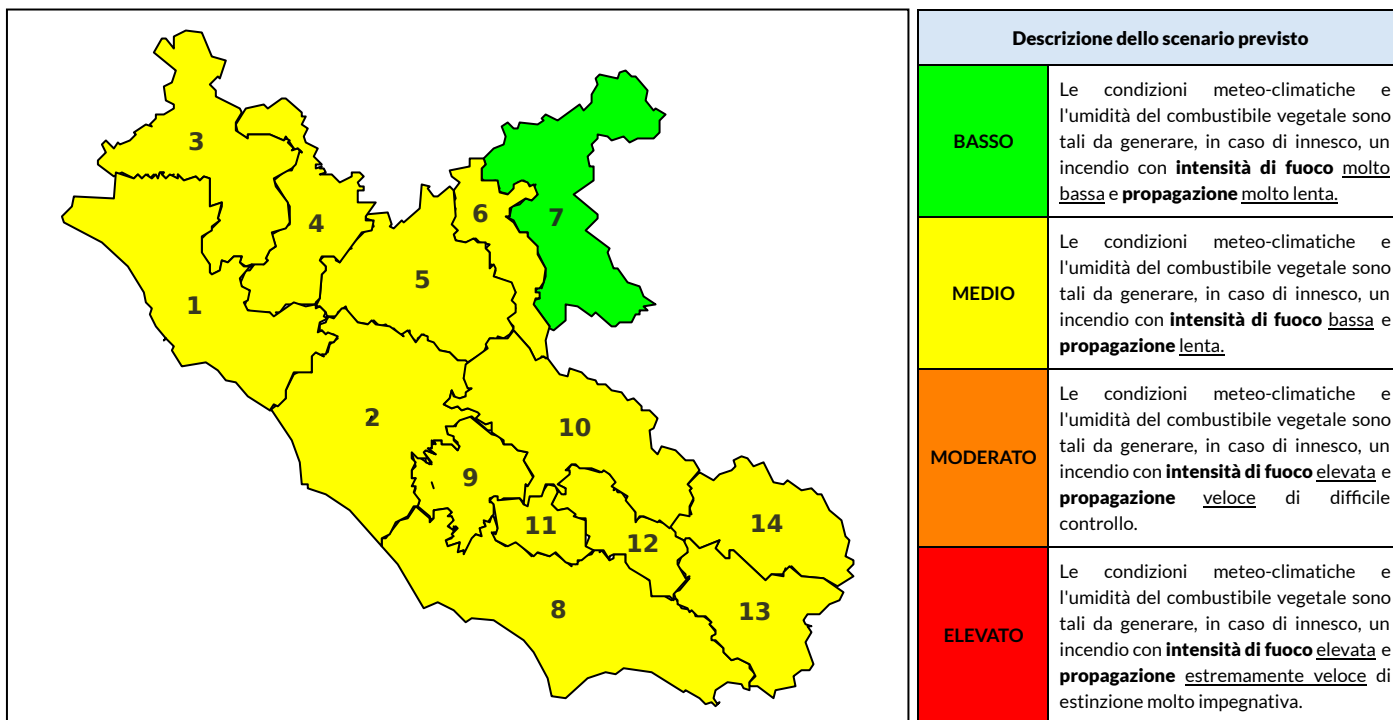 3
4
6
7
5
1
2
10
9
14
11
12
8
13
Descrizione dello scenario previsto
BASSO
Le condizioni meteo-climatiche e
l'umidità del combustibile vegetale sono
tali da generare, in caso di innesco, un
incendio con intensità di fuoco molto
bassa e propagazione molto lenta.
MEDIO
Le condizioni meteo-climatiche e
l'umidità del combustibile vegetale sono
tali da generare, in caso di innesco, un
incendio con intensità di fuoco bassa e
propagazione lenta.
MODERATO
Le condizioni meteo-climatiche e
l'umidità del combustibile vegetale sono
tali da generare, in caso di innesco, un
incendio con intensità di fuoco elevata e
propagazione veloce di difficile
controllo.
ELEVATO
Le condizioni meteo-climatiche e
l'umidità del combustibile vegetale sono
tali da generare, in caso di innesco, un
incendio con intensità di fuoco elevata e
propagazione estremamente veloce di
estinzione molto impegnativa.